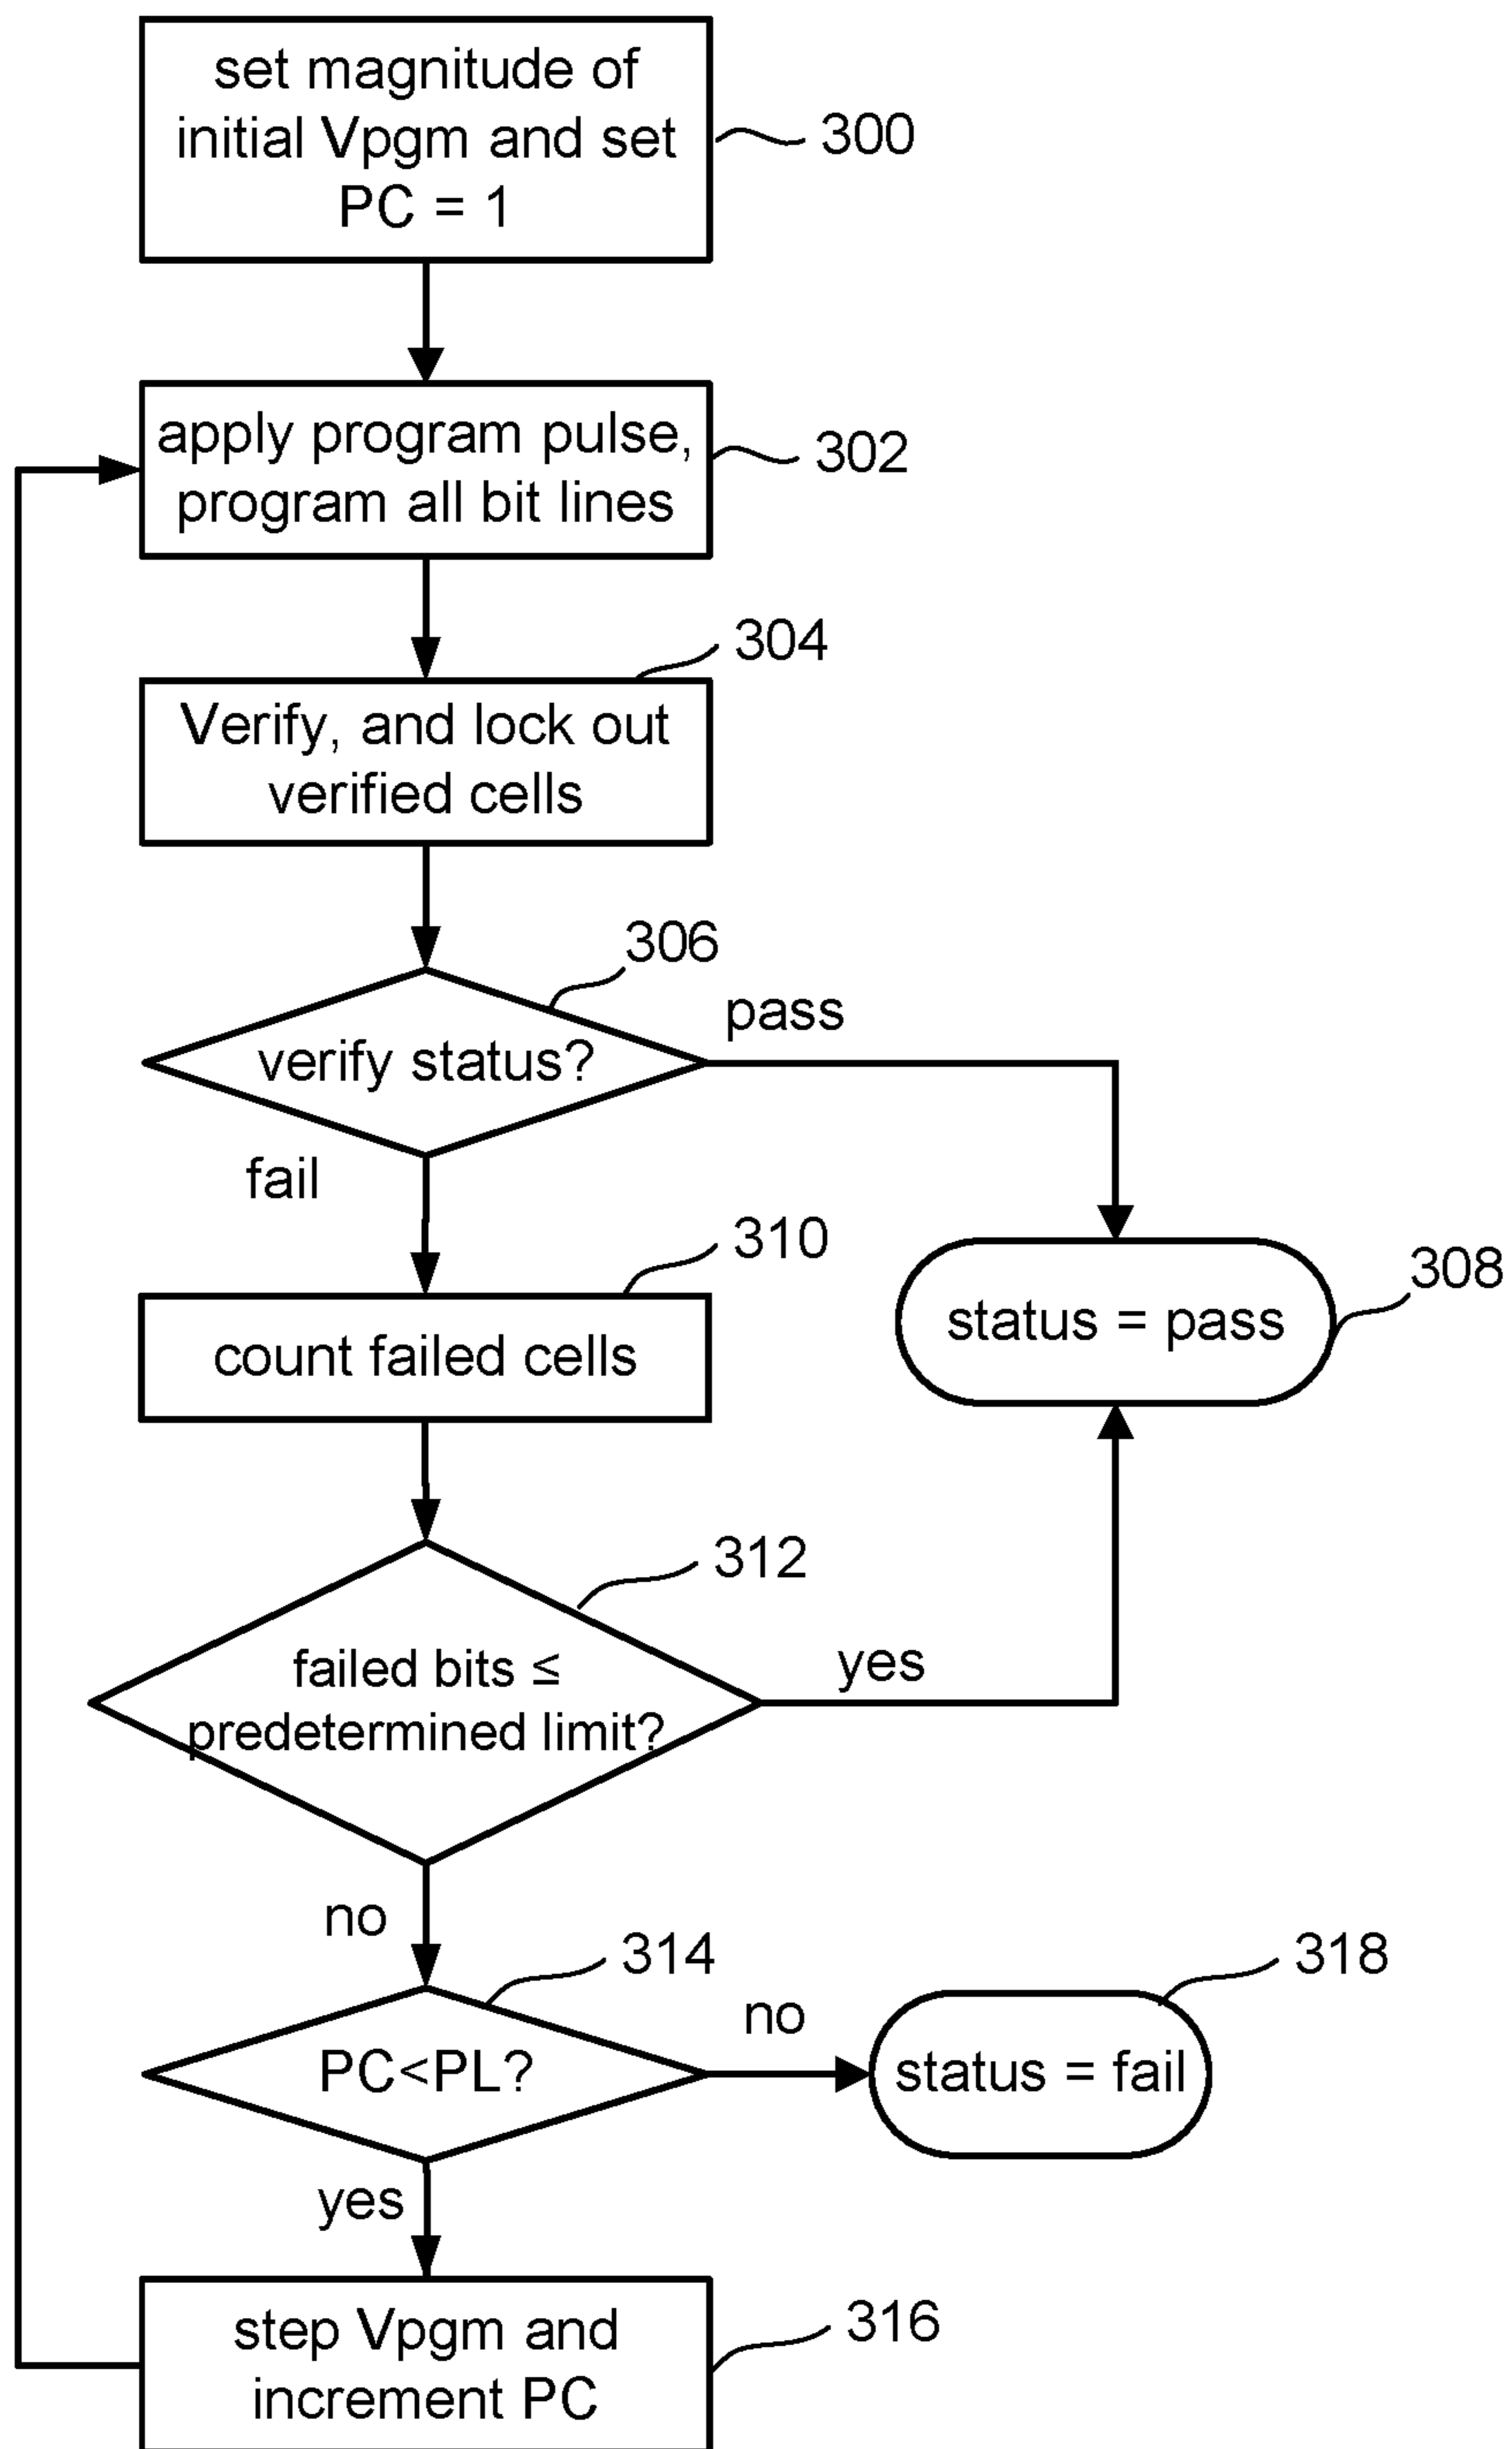 set magnitude of
initial Vpgm and set
PC = 1
300
apply program pulse,
program all bit lines
302
304
Verify, and lock out
verified cells
306
verify status?
pass
fail
310
count failed cells
308
status = pass
312
failed bits ≤
predetermined limit?
yes
no
314
PC<PL?
no
318
status = fail
yes
step Vpgm and
increment PC
316